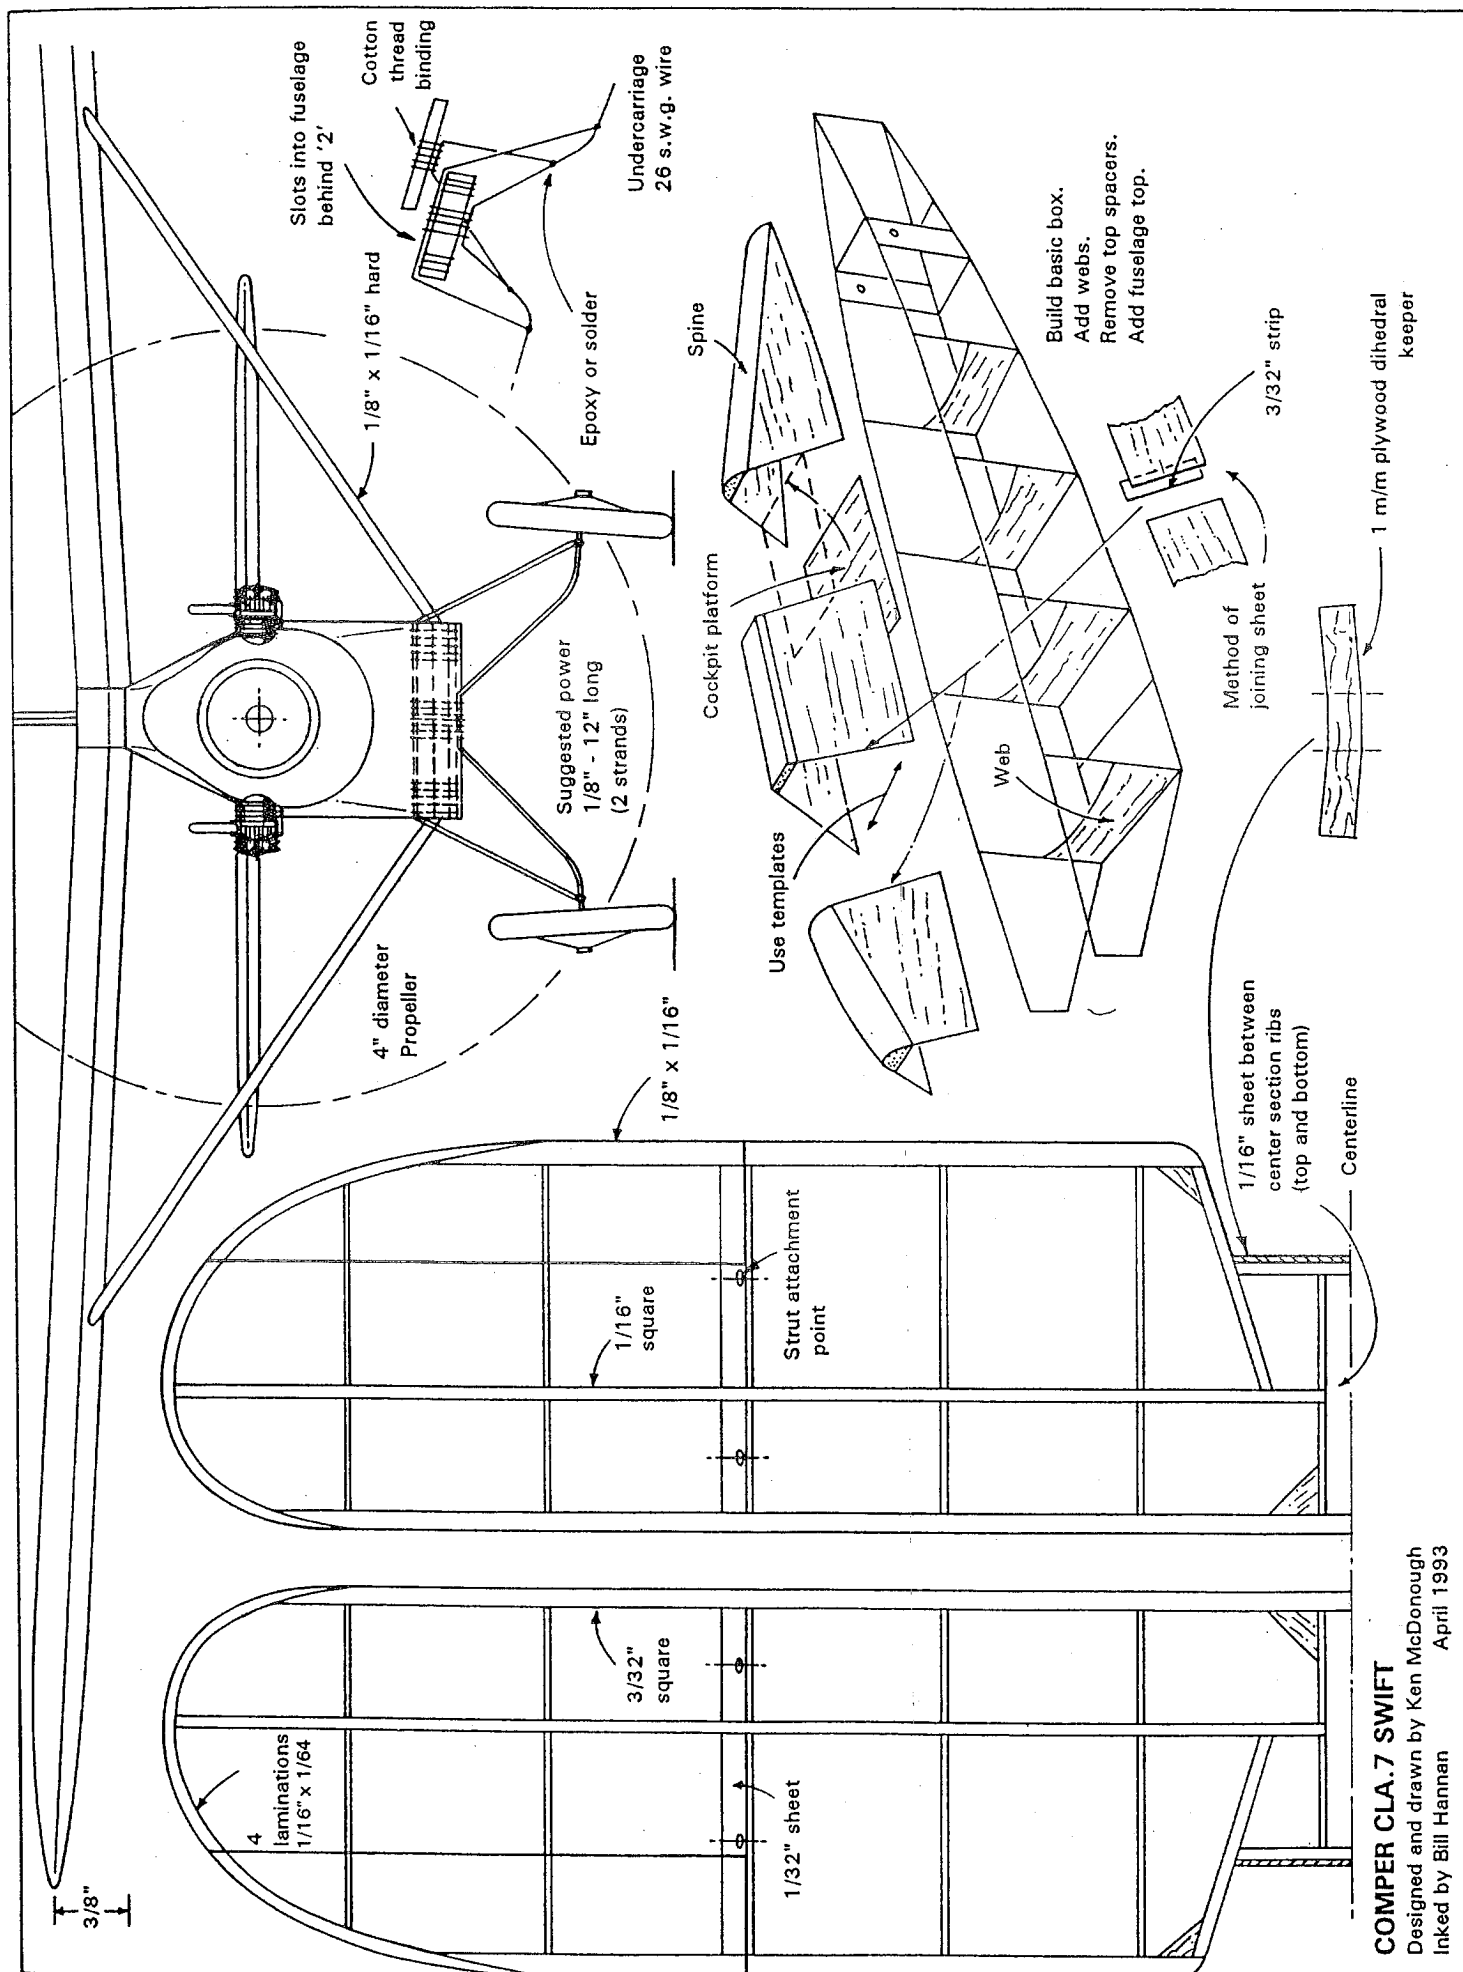 3/8"
4" diameter
Propeller
Suggested power
1/8" - 12" long
(2 strands)
1/8" x 1/16" hard
Slots into fuselage
behind '2'
Cotton
thread
binding
Epoxy or solder
Undercarriage
26 s.w.g. wire
4
laminations
1/16" x 1/64
3/32"
square
1/32" sheet
1/16"
square
Strut attachment
point
1/8" x 1/16"
1/16" sheet between
center section ribs
(top and bottom)
Centerline
Use templates
Cockpit platform
Spine
Web
Build basic box.
Add webs.
Remove top spacers.
Add fuselage top.
Method of
joining sheet
3/32" strip
1 m/m plywood dihedral
keeper
COMPER CLA.7 SWIFT
Designed and drawn by Ken McDonough
Inked by Bill Hannan April 1993